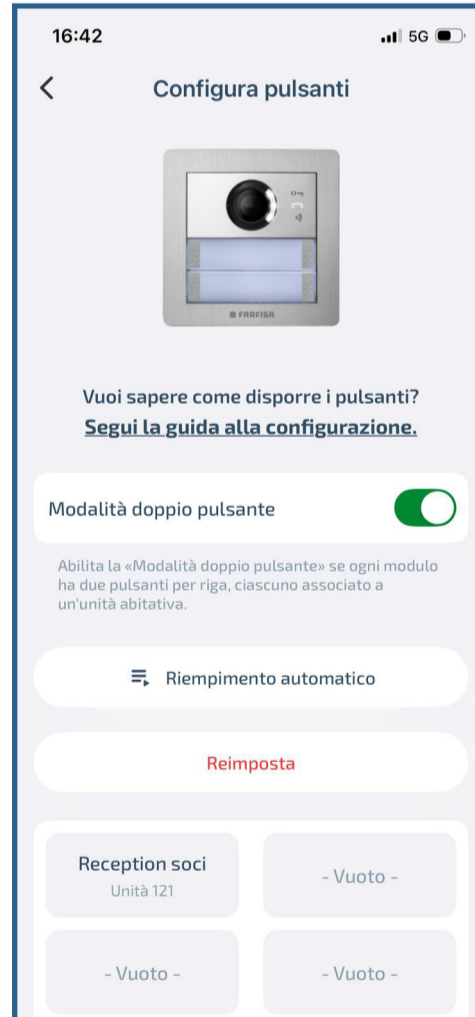 16:42
5G
Configura pulsanti
FARFISA
Vuoi sapere come disporre i pulsanti?
Segui la guida alla configurazione.
Modalità doppio pulsante
Abilita la «Modalità doppio pulsante» se ogni modulo
ha due pulsanti per riga, ciascuno associato a
un'unità abitativa.
Riempimento automatico
Reimposta
Reception soci
Unità 121
- Vuoto -
- Vuoto -
- Vuoto -